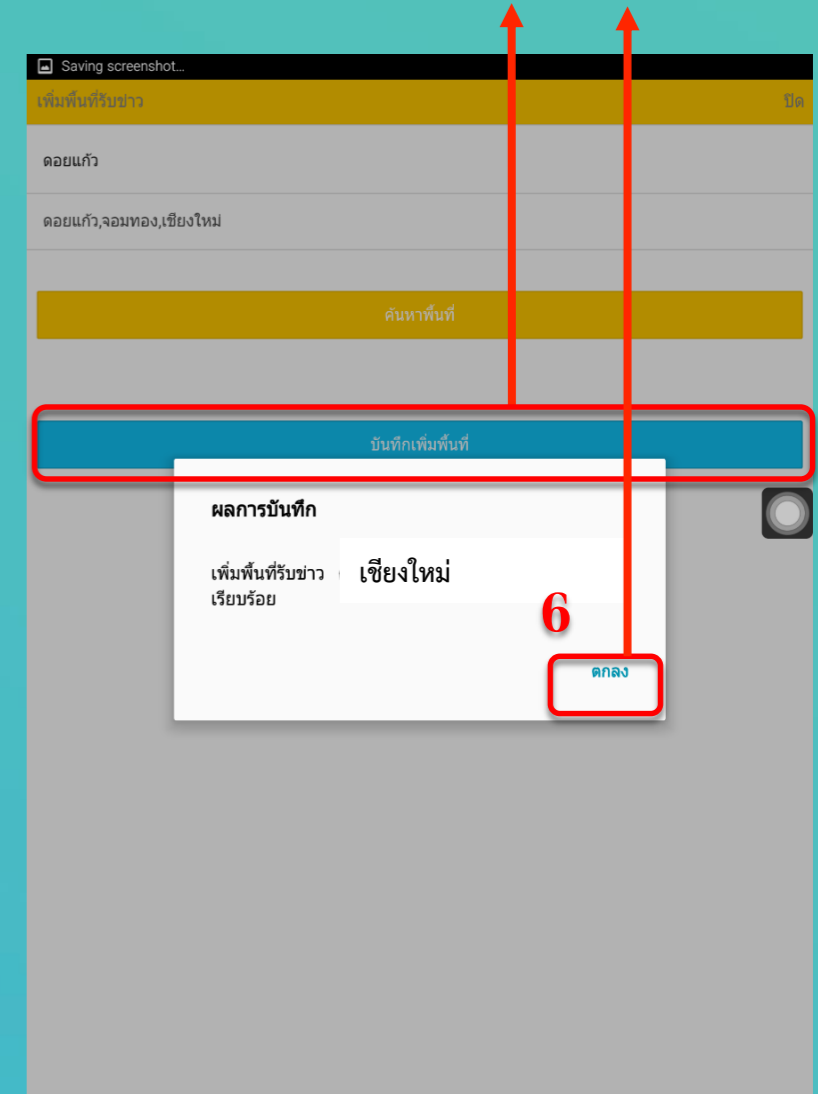 Saving screenshot...
เพิ่มพื้นที่รับข่าว ปิด
ดอยแก้ว
ดอยแก้ว,จอมทอง,เชียงใหม่
ค้นหาพื้นที่
บันทึกเพิ่มพื้นที่
ผลการบันทึก
เพิ่มพื้นที่รับข่าว เชียงใหม่
เรียบร้อย
6
ตกลง